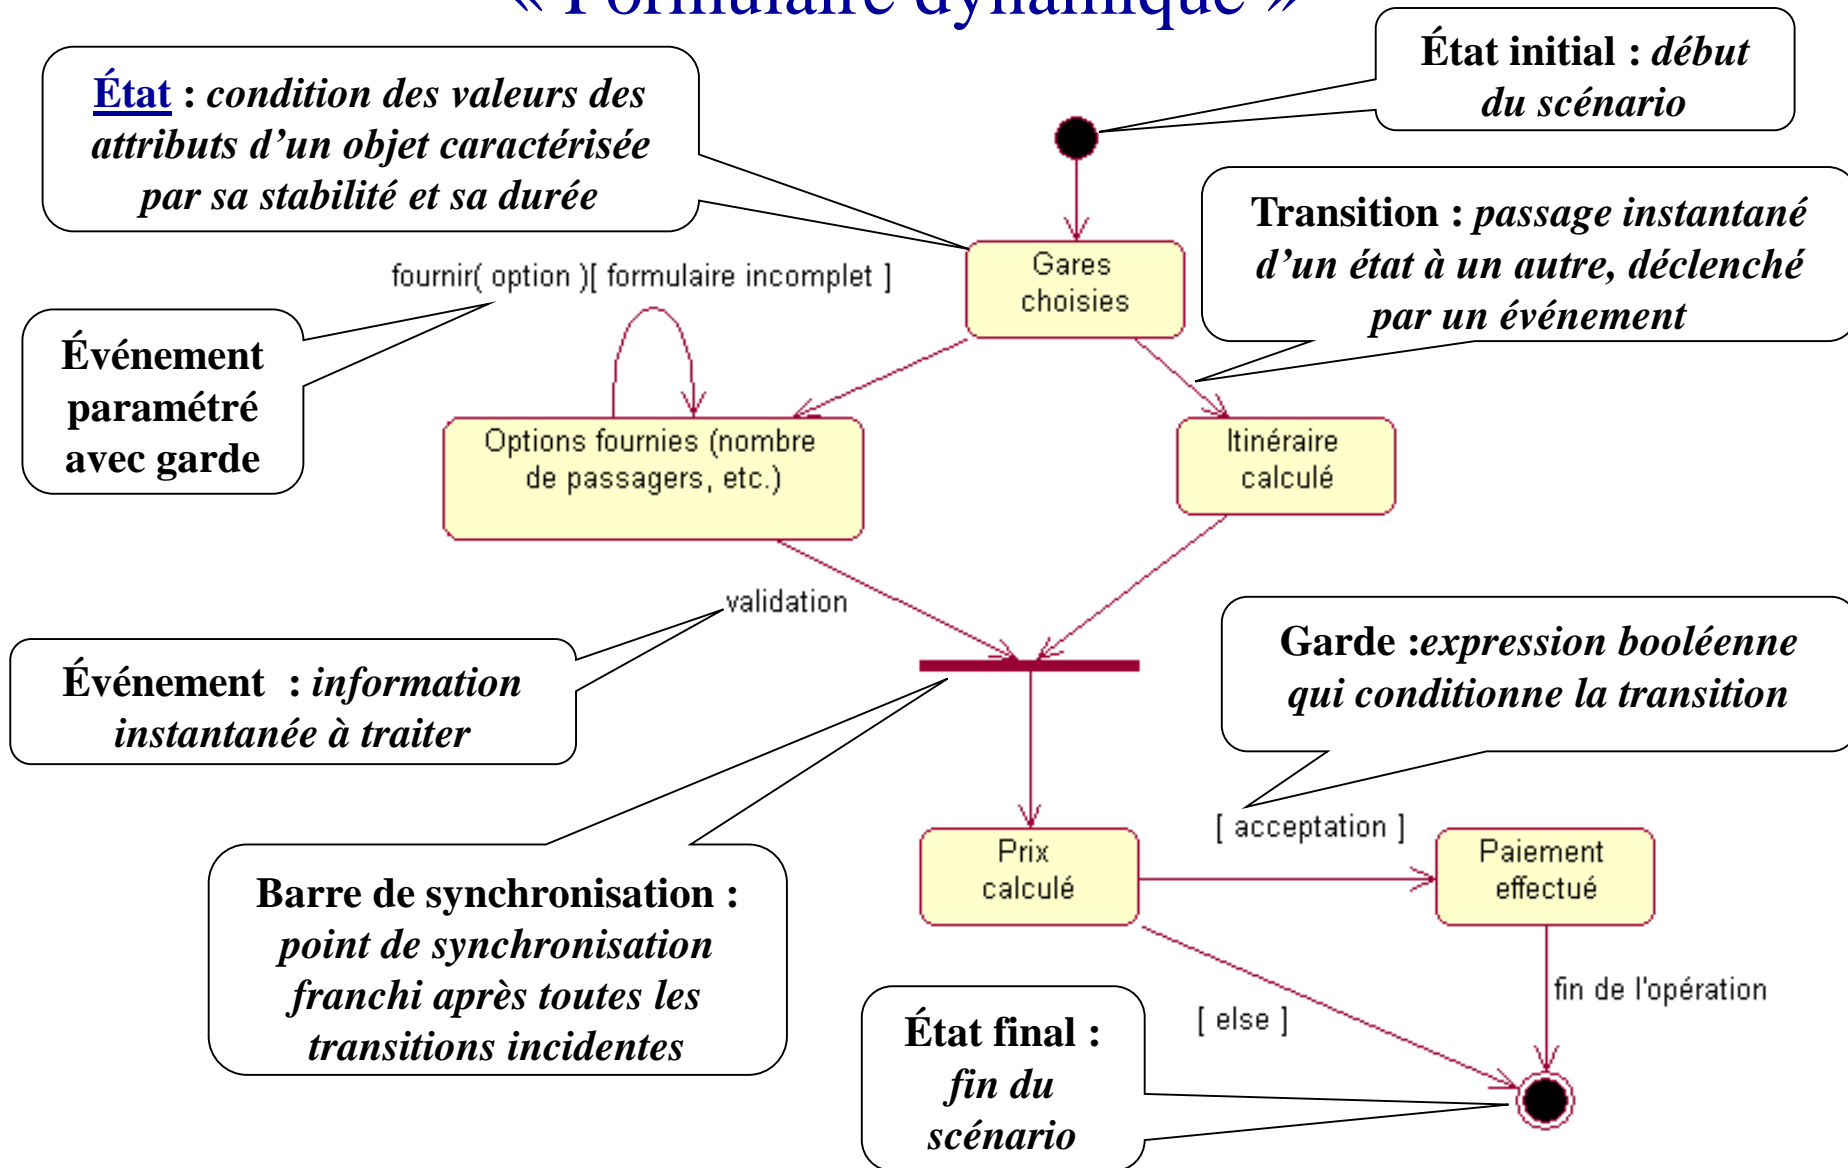 « Formulaire dynamique »
État initial : début
du scénario
État : condition des valeurs des
attributs d’un objet caractérisée
par sa stabilité et sa durée
Transition : passage instantané
d’un état à un autre, déclenché
par un événement
fournir( option )[ formulaire incomplet ]
Gares
choisies
Événement
paramétré
avec garde
Options fournies (nombre
de passagers, etc.)
Itinéraire
calculé
validation
Événement  : information
instantanée à traiter
Garde :expression booléenne
qui conditionne la transition
[ acceptation ]
Prix
calculé
Paiement
effectué
Barre de synchronisation :
point de synchronisation
franchi après toutes les
transitions incidentes
[ else ]
fin de l'opération
État final :
fin du
scénario